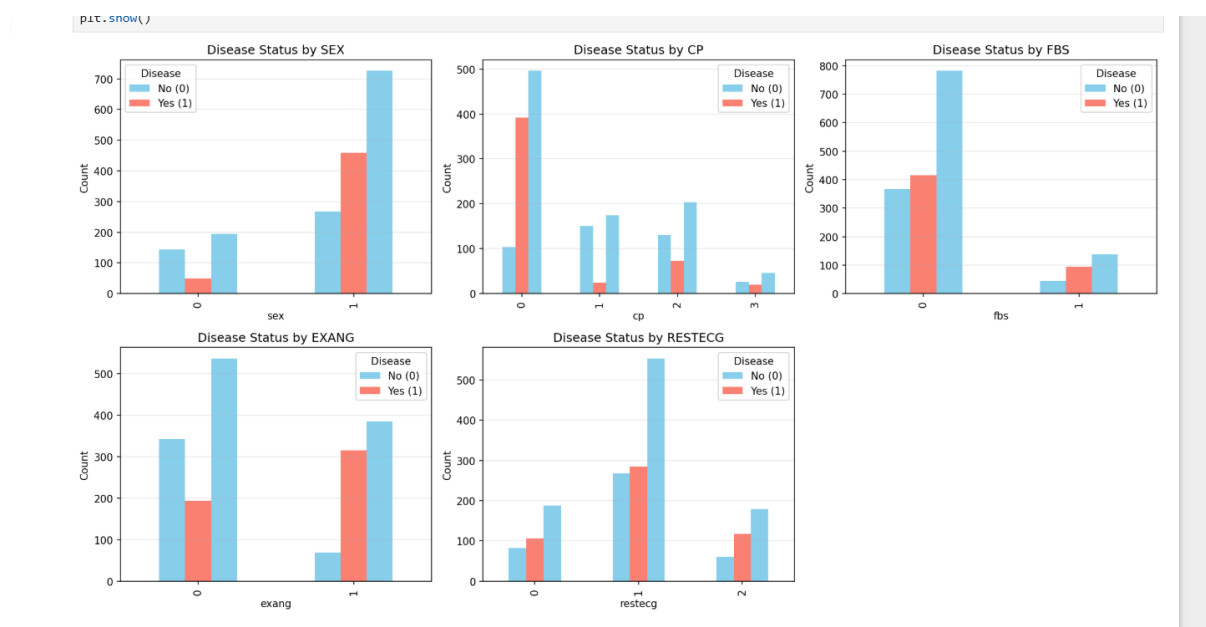 plt.show()
Disease Status by SEX
Disease
No (0)
Yes (1)
700
600
500
400
300
200
100
0
Count
0
1
sex
Disease Status by CP
Disease
No (0)
Yes (1)
500
400
300
200
100
0
Count
0
1
2
3
cp
Disease Status by FBS
Disease
No (0)
Yes (1)
800
700
600
500
400
300
200
100
0
Count
0
1
fbs
Disease Status by EXANG
Disease
No (0)
Yes (1)
500
400
300
200
100
0
Count
0
1
exang
Disease Status by RESTECG
Disease
No (0)
Yes (1)
500
400
300
200
100
0
Count
0
1
2
restecg